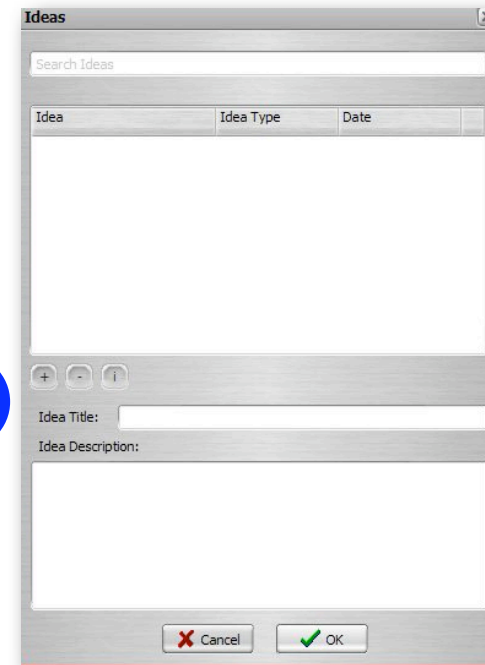 Ideas
Search Ideas
Idea Idea Type Date
+ - i
Idea Title:
Idea Description:
Cancel OK